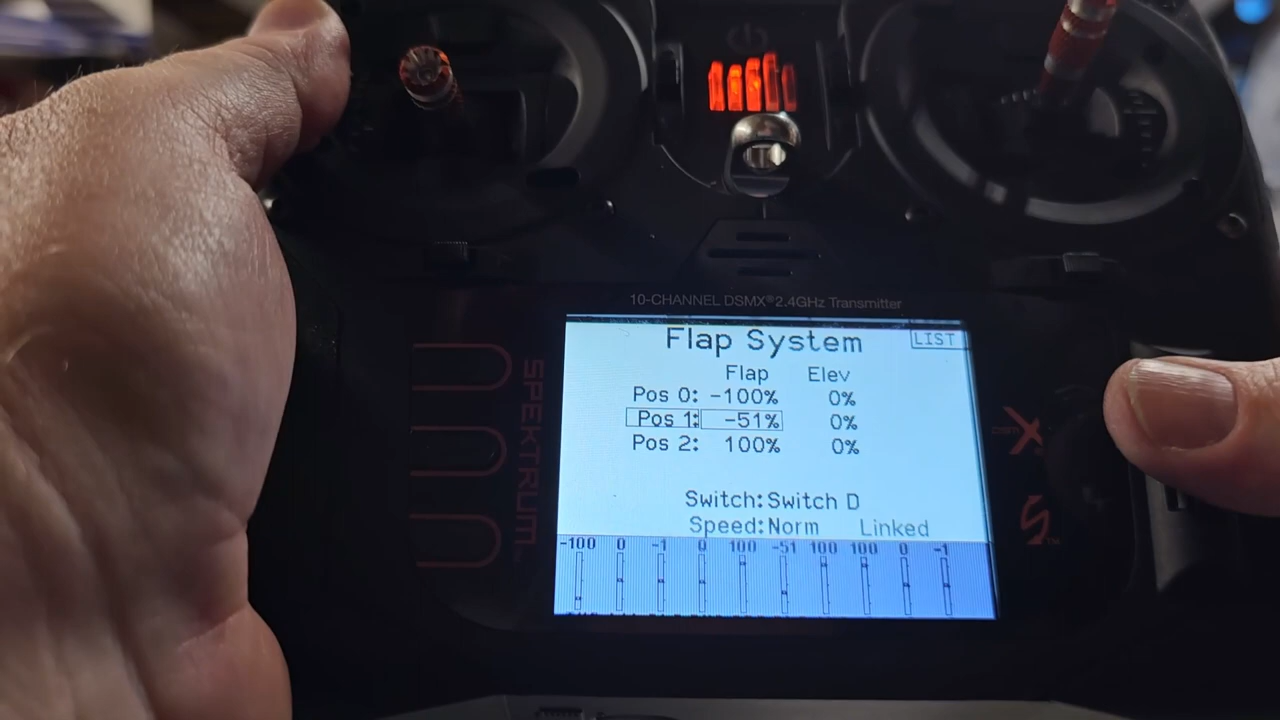 10-CHANNEL DSMX® 2.4GHz Transmitter
SPEKTRUM
Flap System
LIST
Flap Elev
Pos 0: -100% 0%
Pos 1: -51% 0%
Pos 2: 100% 0%
Switch: Switch D
Speed: Norm Linked
-100 0 -1 0 100 -51 100 100 0 -1
DSM X